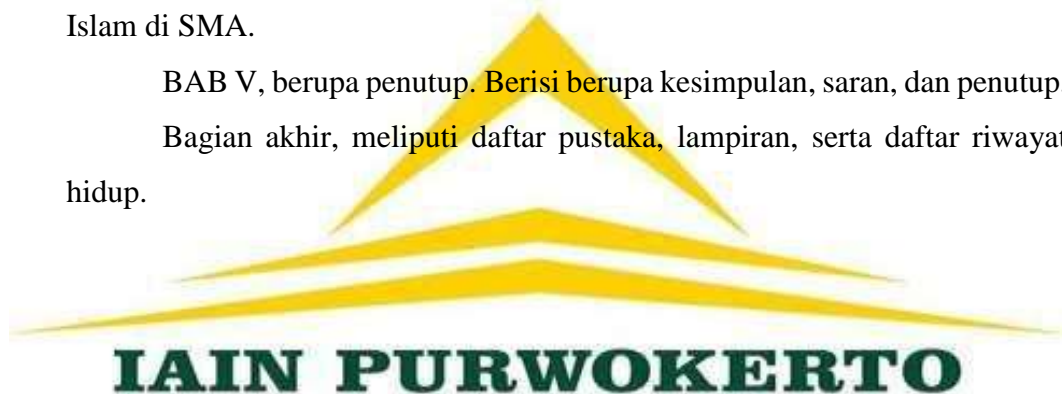 Islam di SMA.
BAB V, berupa penutup. Berisi berupa kesimpulan, saran, dan penutup
Bagian akhir, meliputi daftar pustaka, lampiran, serta daftar riwayat
hidup.
IAIN PURWOKERTO